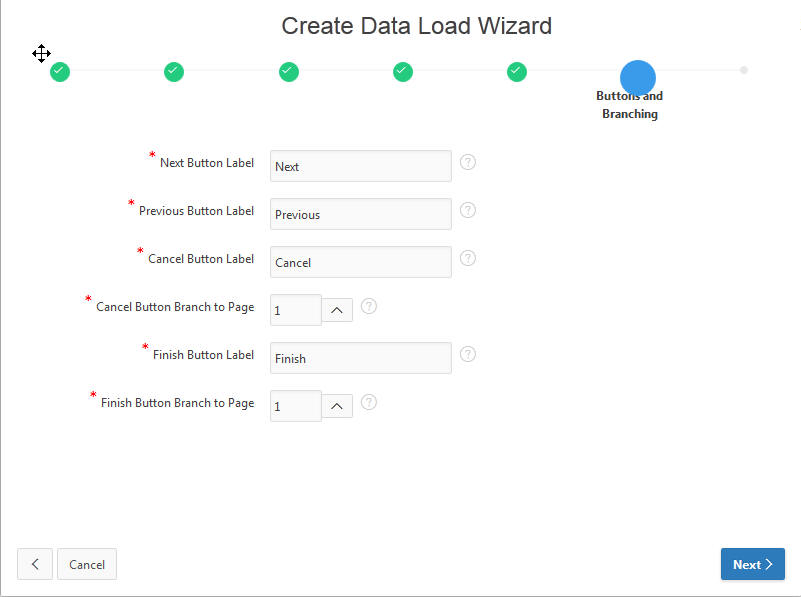 Create Data Load Wizard
Buttons and
Branching
* Next Button Label
Next
?
* Previous Button Label
Previous
?
* Cancel Button Label
Cancel
?
* Cancel Button Branch to Page
1
?
* Finish Button Label
Finish
?
* Finish Button Branch to Page
1
?
Cancel
Next